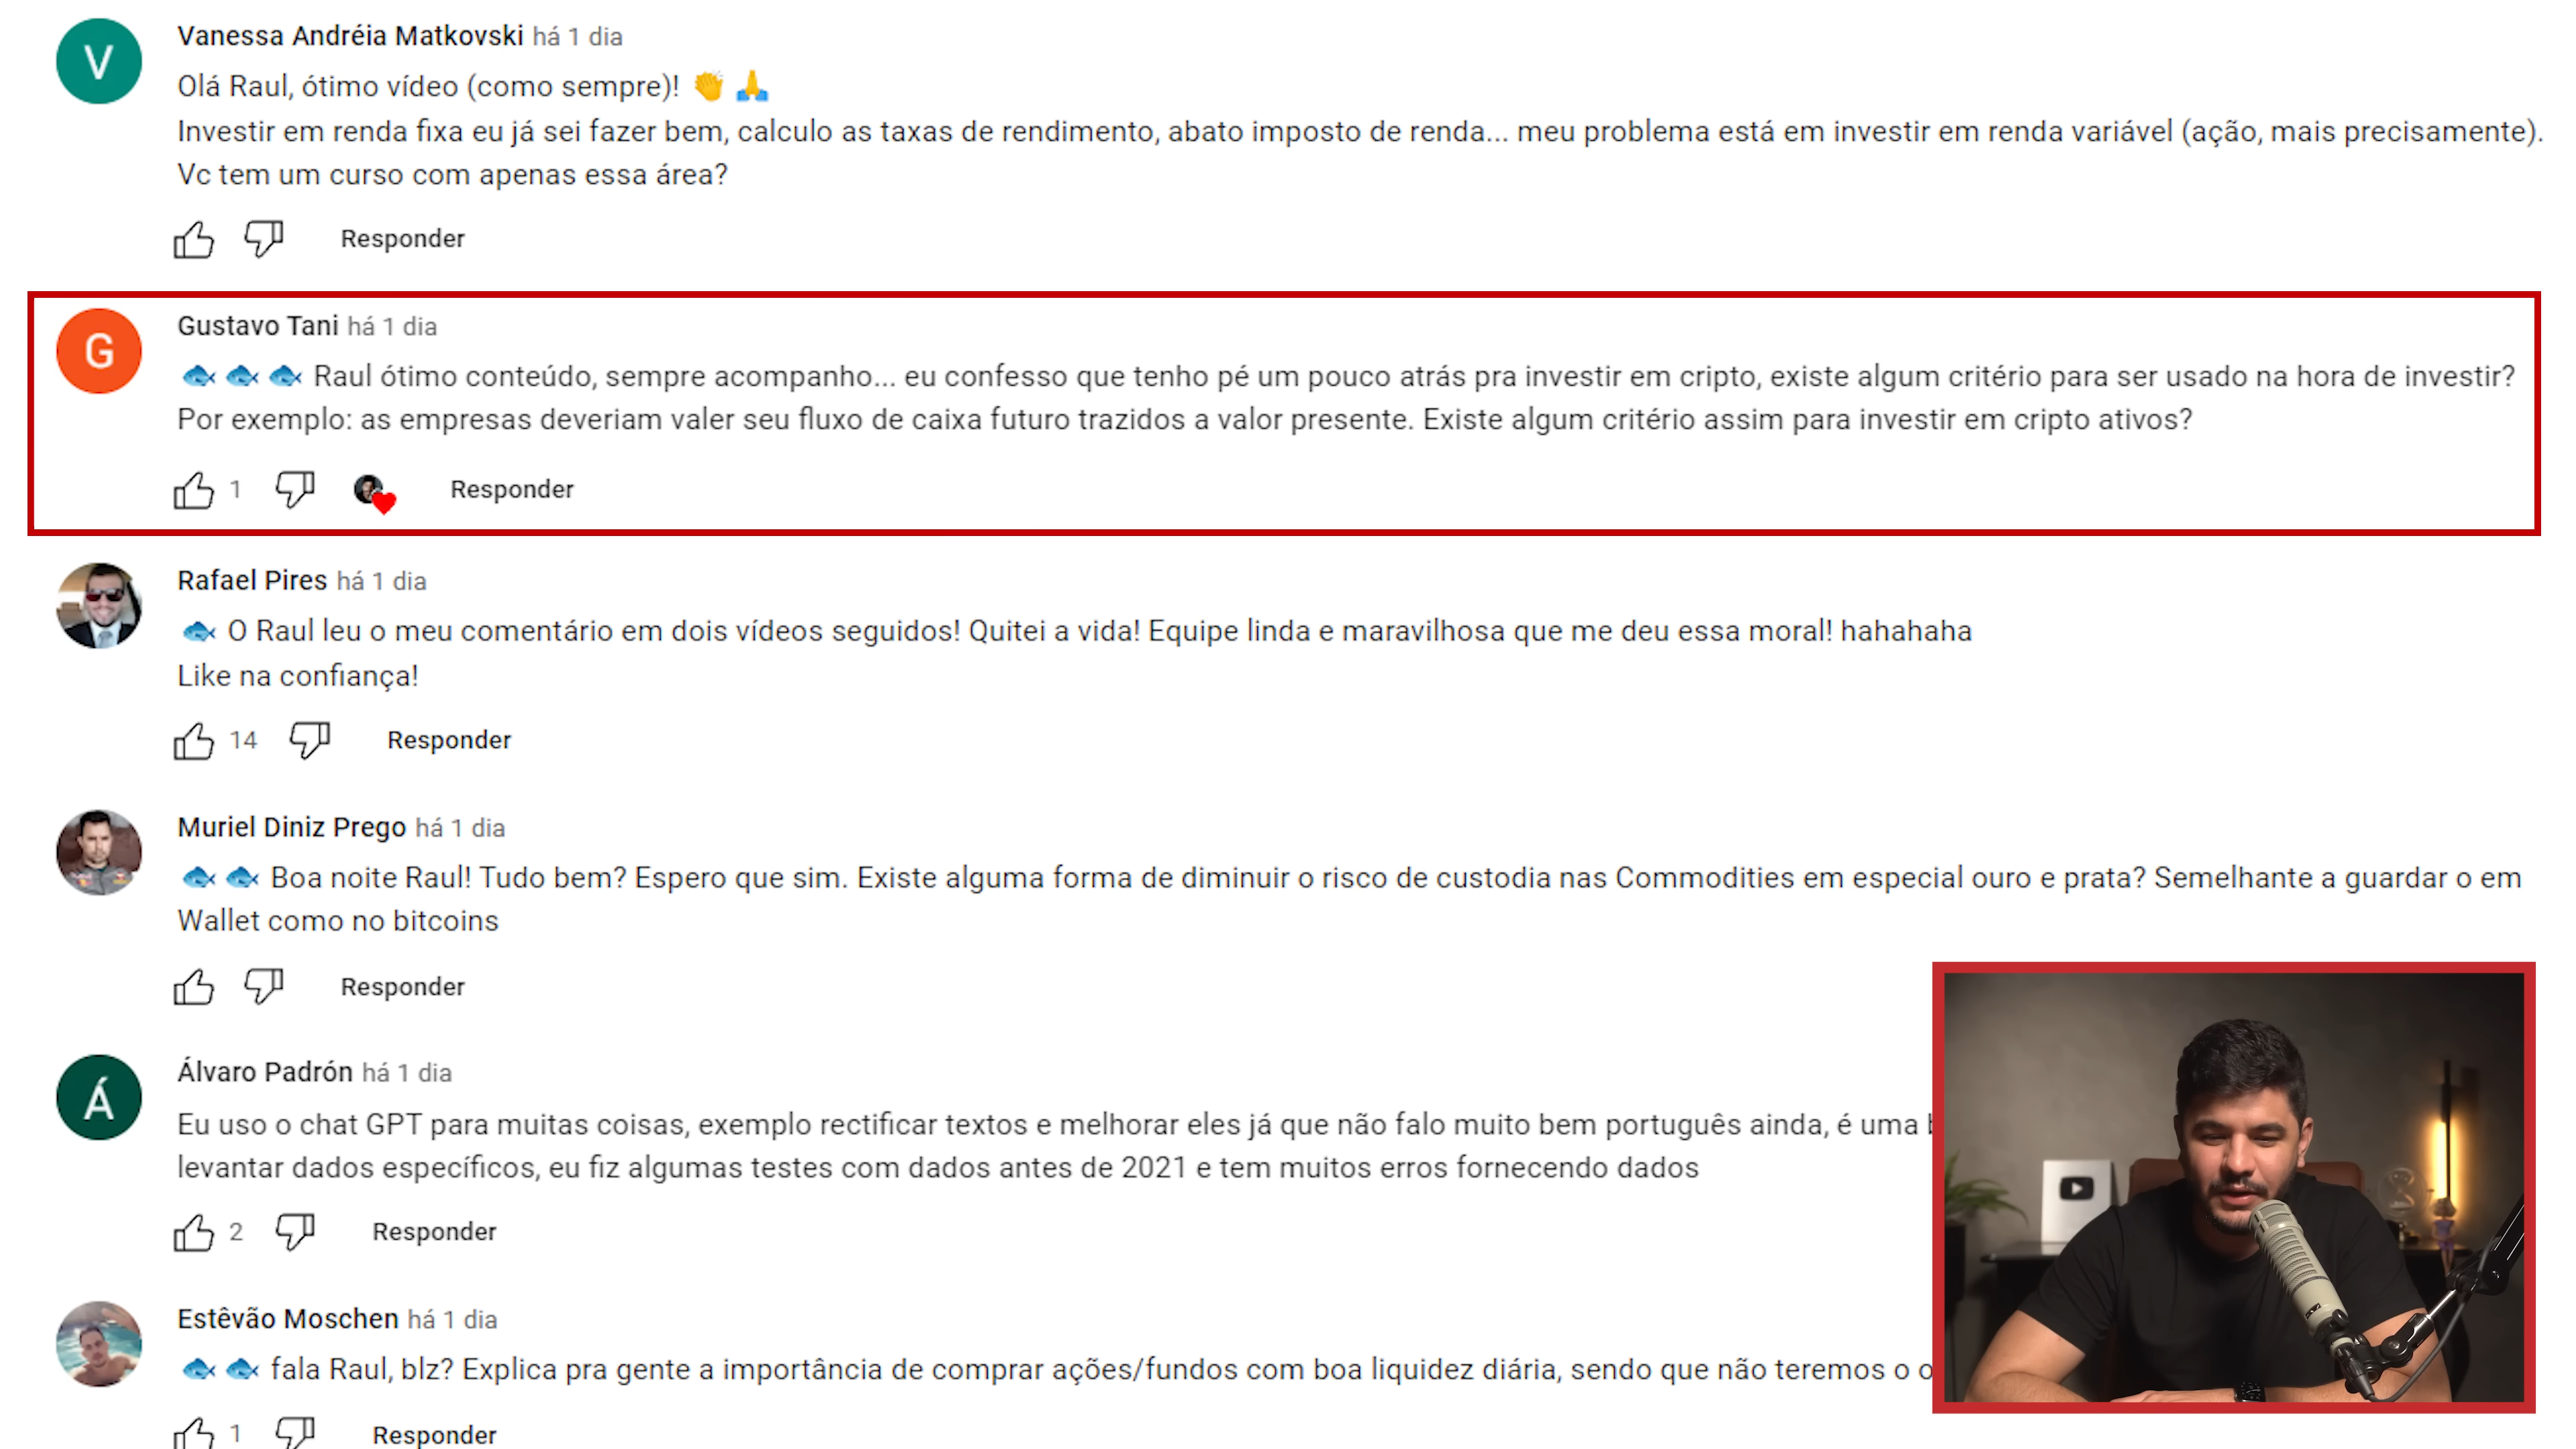 V
Vanessa Andréia Matkovski há 1 dia
Olá Raul, ótimo vídeo (como sempre)! 👏 🙏
Investir em renda fixa eu já sei fazer bem, calculo as taxas de rendimento, abato imposto de renda... meu problema está em investir em renda variável (ação, mais precisamente).
Vc tem um curso com apenas essa área?
Responder
G
Gustavo Tani há 1 dia
🐟 🐟 🐟 Raul ótimo conteúdo, sempre acompanho... eu confesso que tenho pé um pouco atrás pra investir em cripto, existe algum critério para ser usado na hora de investir?
Por exemplo: as empresas deveriam valer seu fluxo de caixa futuro trazidos a valor presente. Existe algum critério assim para investir em cripto ativos?
1 Responder
Rafael Pires há 1 dia
🐟 O Raul leu o meu comentário em dois vídeos seguidos! Quitei a vida! Equipe linda e maravilhosa que me deu essa moral! hahahaha
Like na confiança!
14 Responder
Muriel Diniz Prego há 1 dia
🐟 🐟 Boa noite Raul! Tudo bem? Espero que sim. Existe alguma forma de diminuir o risco de custodia nas Commodities em especial ouro e prata? Semelhante a guardar o em
Wallet como no bitcoins
Responder
Á
Álvaro Padrón há 1 dia
Eu uso o chat GPT para muitas coisas, exemplo rectificar textos e melhorar eles já que não falo muito bem português ainda, é uma
levantar dados específicos, eu fiz algumas testes com dados antes de 2021 e tem muitos erros fornecendo dados
2 Responder
Estêvão Moschen há 1 dia
🐟 🐟 fala Raul, blz? Explica pra gente a importância de comprar ações/fundos com boa liquidez diária, sendo que não teremos o
1 Responder